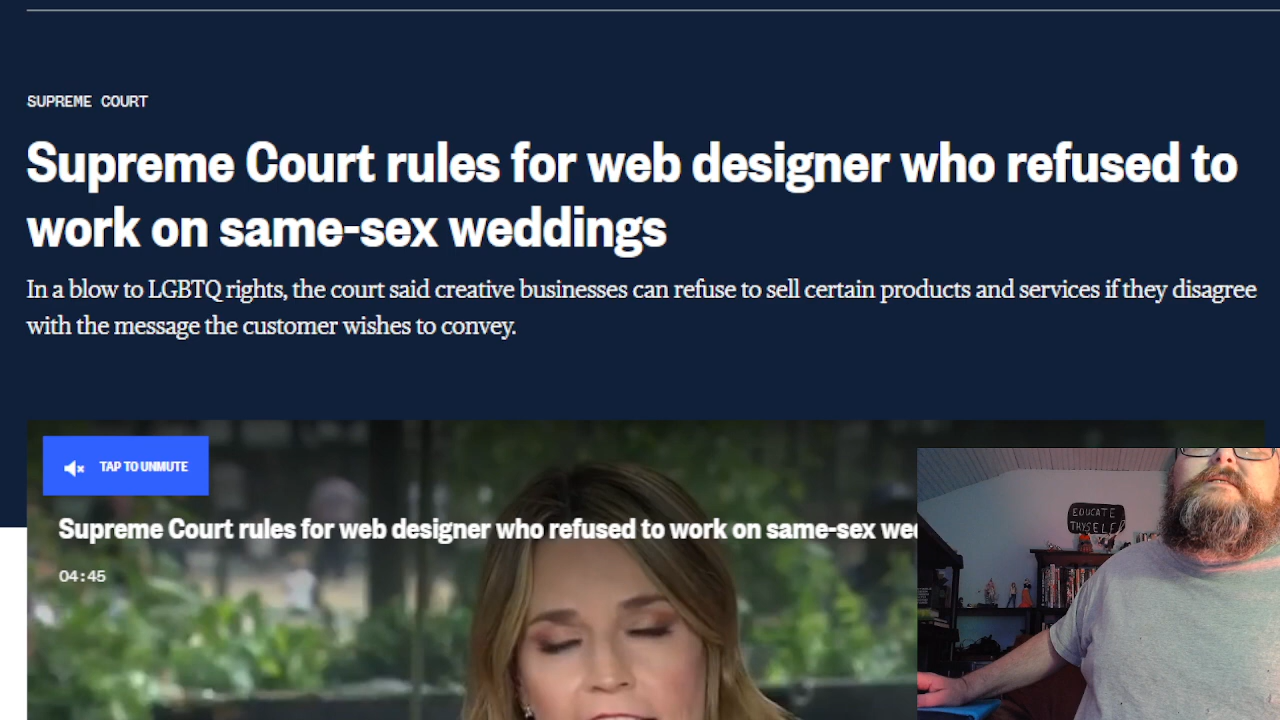 SUPREME COURT
Supreme Court rules for web designer who refused to
work on same-sex weddings
In a blow to LGBTQ rights, the court said creative businesses can refuse to sell certain products and services if they disagree
with the message the customer wishes to convey.
TAP TO UNMUTE
Supreme Court rules for web designer who refused to work on same-sex
04:45
EDUCATE
THYSELF